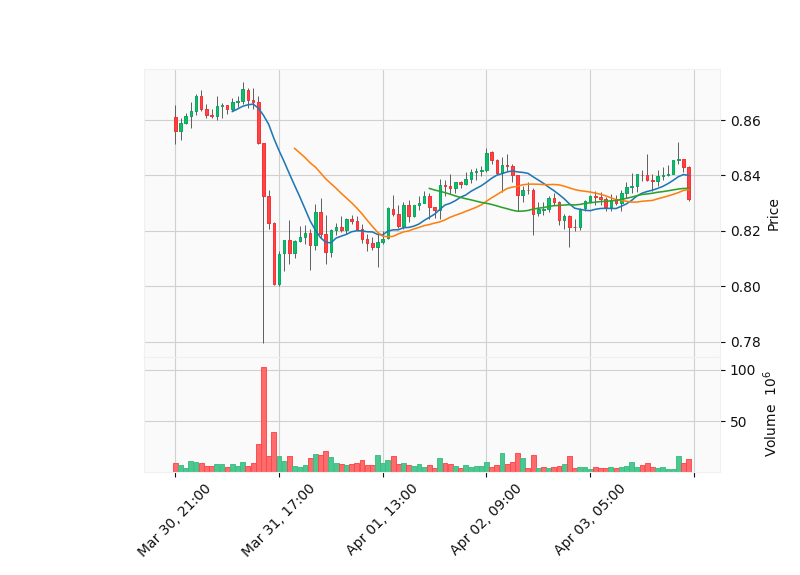 0.86
0.84
0.82
0.80
0.78
Price
100
50
Volume 10^6
Mar 30, 21:00
Mar 31, 17:00
Apr 01, 13:00
Apr 02, 09:00
Apr 03, 05:00